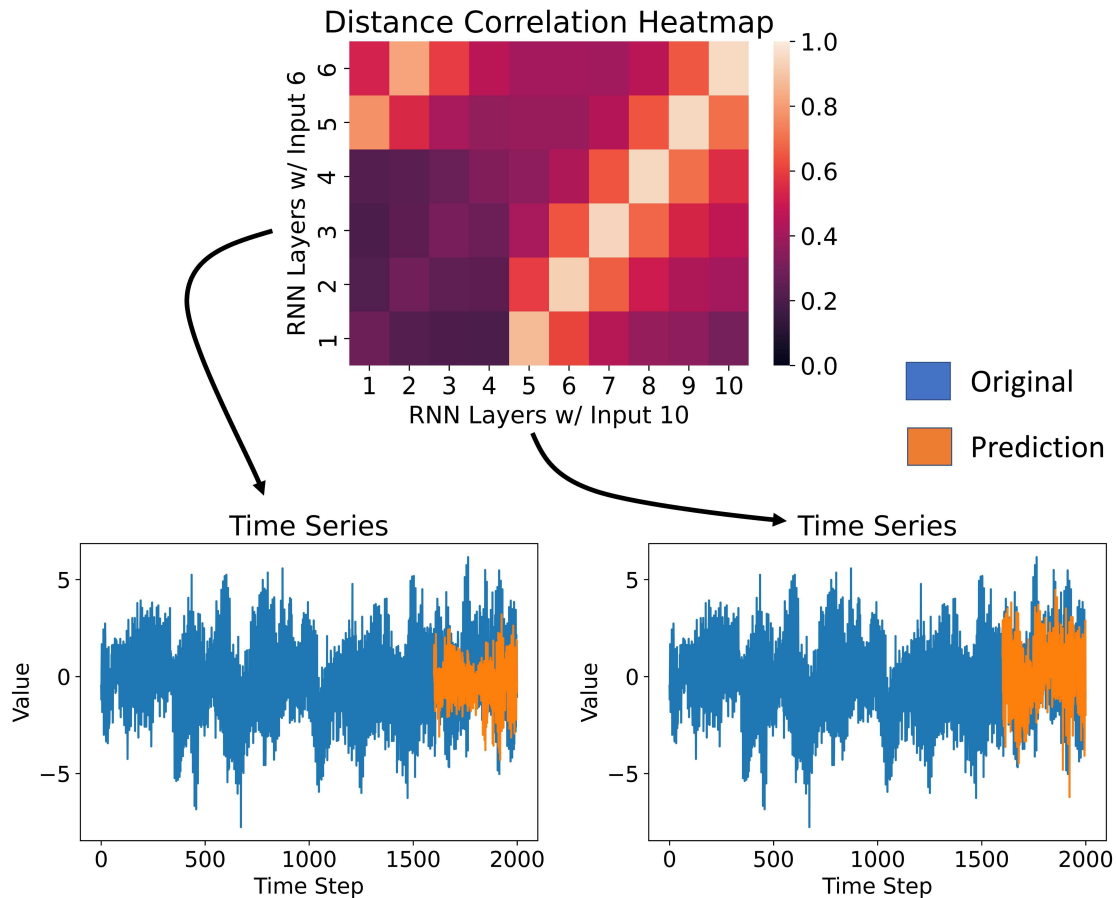 Distance Correlation Heatmap
RNN Layers w/ Input 6
6
5
4
3
2
1
1 2 3 4 5 6 7 8 9 10
RNN Layers w/ Input 10
1.0
0.8
0.6
0.4
0.2
0.0
Original
Prediction
Time Series
Value
5
0
−5
0 500 1000 1500 2000
Time Step
Time Series
Value
5
0
−5
0 500 1000 1500 2000
Time Step